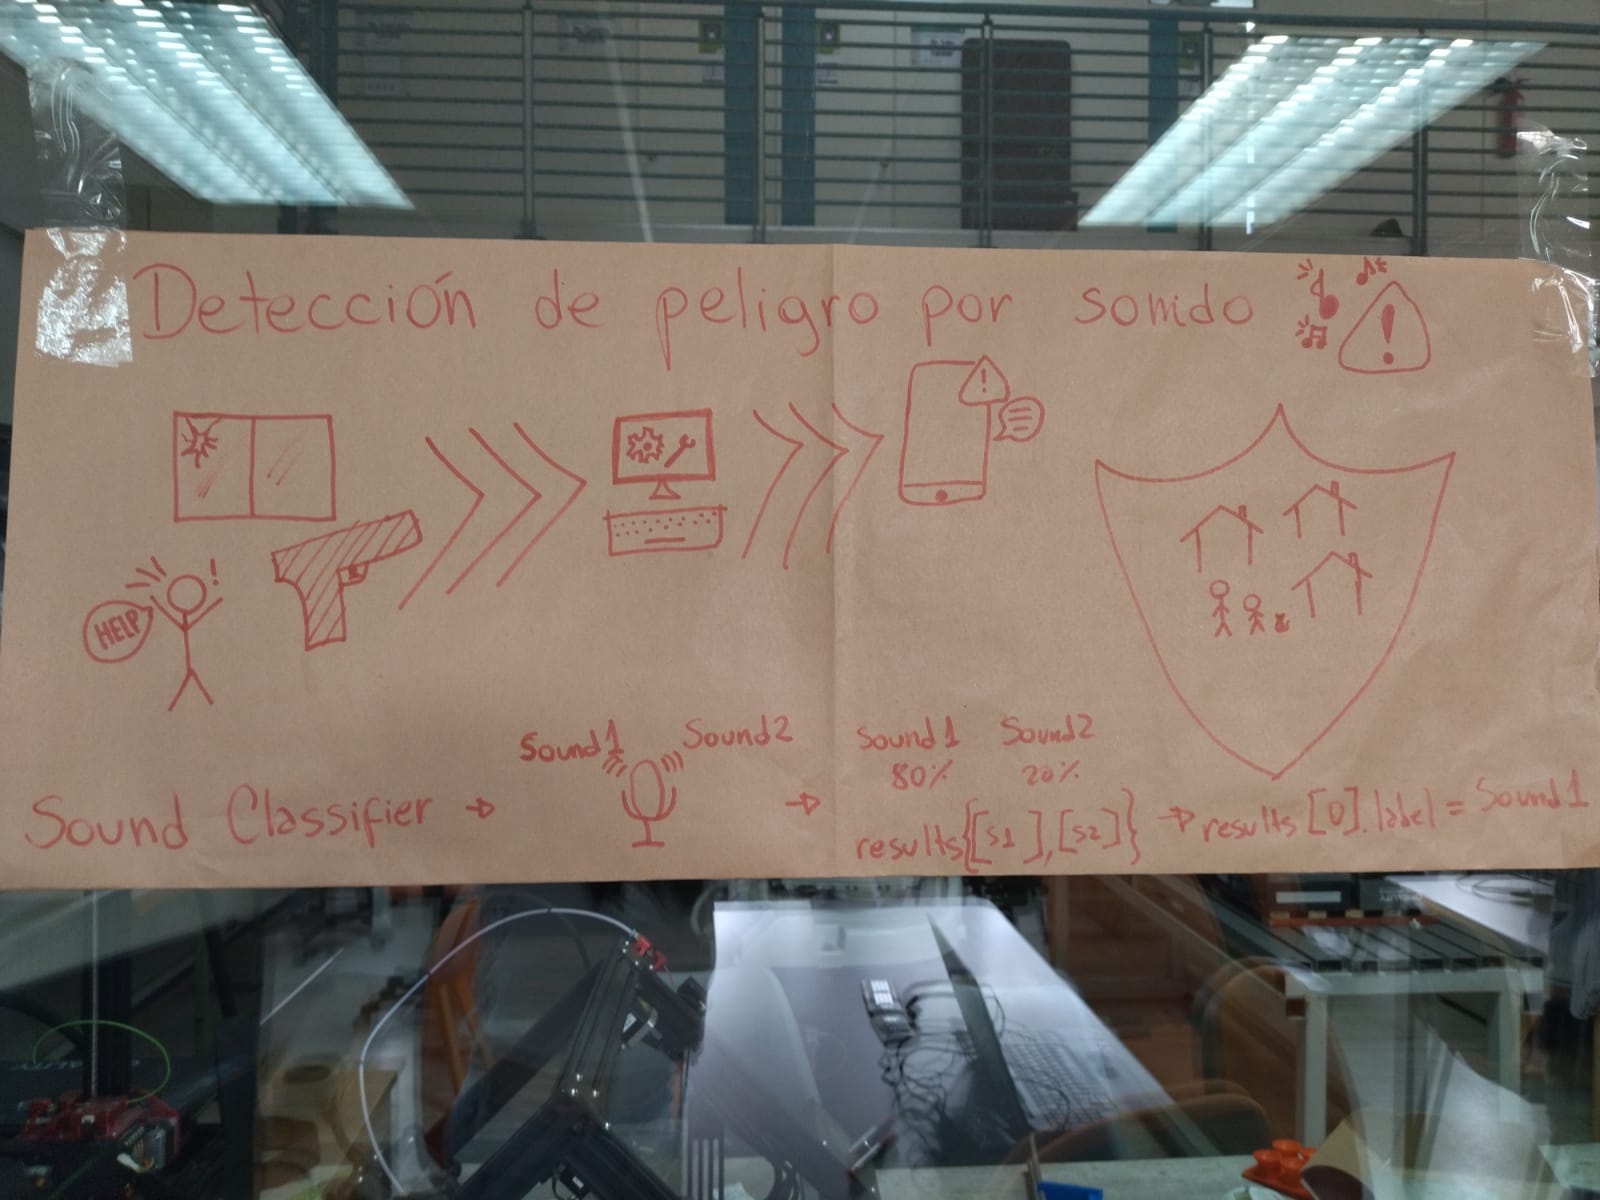 Detección de peligro por sonido
!
!
HELP
!
Sound1 Sound2
Sound1 Sound2
80% 20%
Sound Classifier → → results{[s1],[s2]} → results[0].label = Sound1